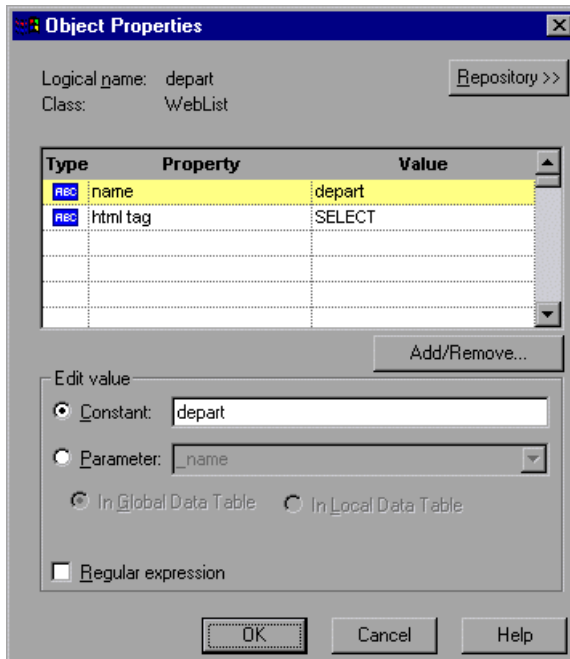 Object Properties
Logical name: depart
Repository >>
Class: WebList
Type Property Value
ABC name depart
ABC html tag SELECT
Add/Remove...
Edit value
Constant: depart
Parameter: _name
In Global Data Table In Local Data Table
Regular expression
OK Cancel Help